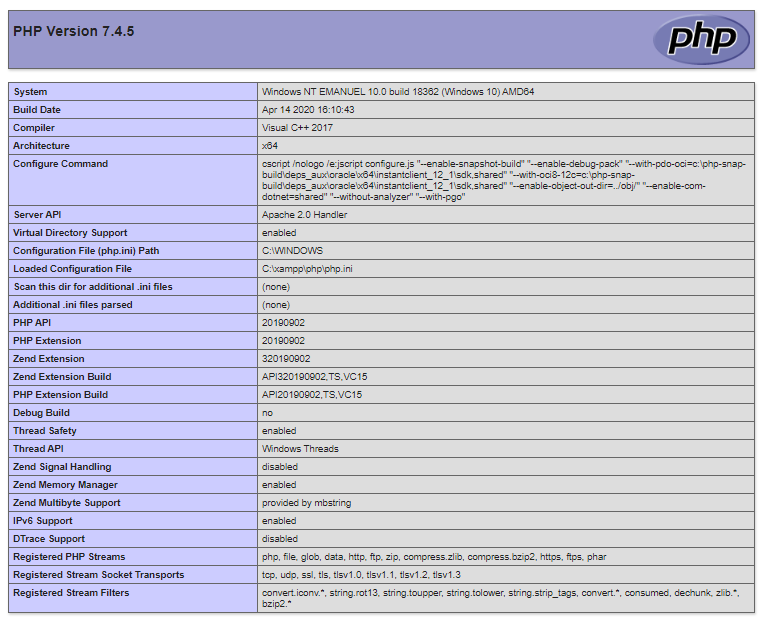 PHP Version 7.4.5
php
System Windows NT EMANUEL 10.0 build 18362 (Windows 10) AMD64
Build Date Apr 14 2020 16:10:43
Compiler Visual C++ 2017
Architecture x64
Configure Command cscript /nologo /e:jscript configure.js "--enable-snapshot-build" "--enable-debug-pack" "--with-pdo-oci=c:\php-snap-
build\deps_aux\oracle\x64\instantclient_12_1\sdk,shared" "--with-oci8-12c=c:\php-snap-
build\deps_aux\oracle\x64\instantclient_12_1\sdk,shared" "--enable-object-out-dir=../obj/" "--enable-com-
dotnet=shared" "--without-analyzer" "--with-pgo"
Server API Apache 2.0 Handler
Virtual Directory Support enabled
Configuration File (php.ini) Path C:\WINDOWS
Loaded Configuration File C:\xampp\php\php.ini
Scan this dir for additional .ini files (none)
Additional .ini files parsed (none)
PHP API 20190902
PHP Extension 20190902
Zend Extension 320190902
Zend Extension Build API320190902,TS,VC15
PHP Extension Build API20190902,TS,VC15
Debug Build no
Thread Safety enabled
Thread API Windows Threads
Zend Signal Handling disabled
Zend Memory Manager enabled
Zend Multibyte Support provided by mbstring
IPv6 Support enabled
DTrace Support disabled
Registered PHP Streams php, file, glob, data, http, ftp, zip, compress.zlib, compress.bzip2, https, ftps, phar
Registered Stream Socket Transports tcp, udp, ssl, tls, tlsv1.0, tlsv1.1, tlsv1.2, tlsv1.3
Registered Stream Filters convert.iconv.*, string.rot13, string.toupper, string.tolower, string.strip_tags, convert.*, consumed, dechunk, zlib.*,
bzip2.*